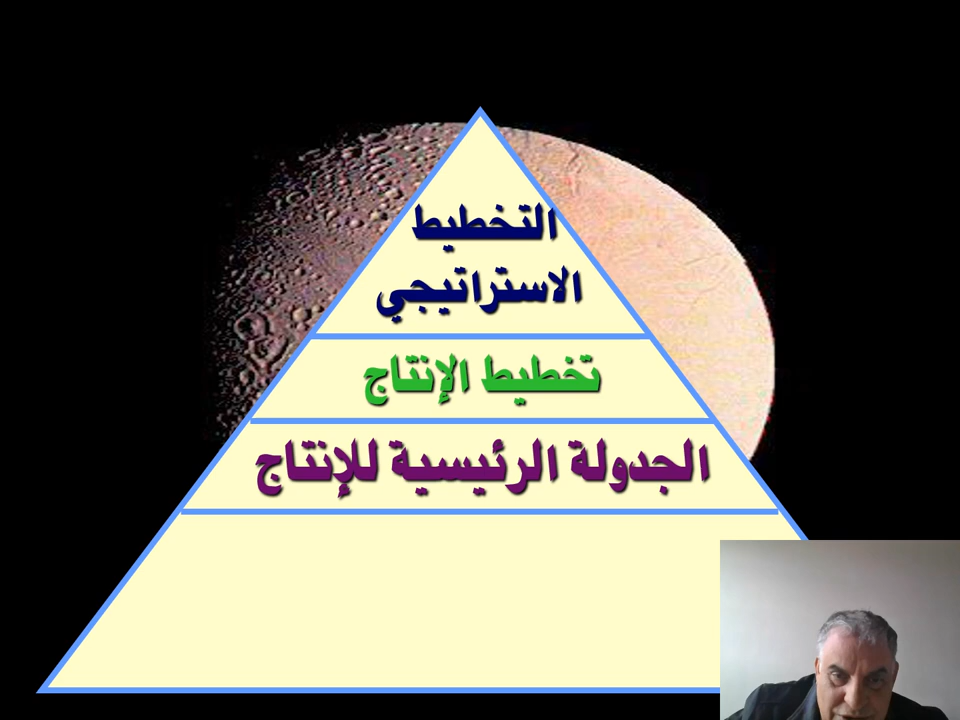 التخطيط
الاستراتيجي
تخطيط الإنتاج
الجدولة الرئيسية للإنتاج